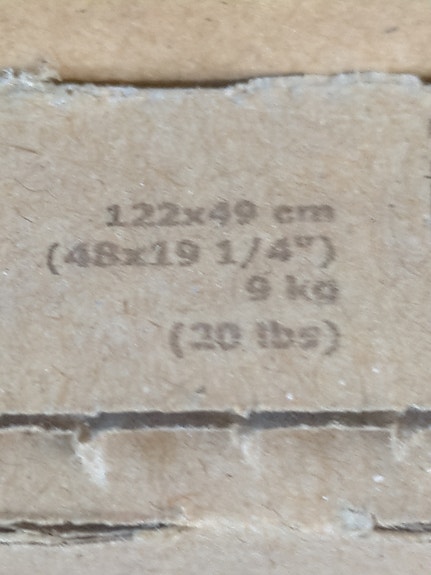 122x49 cm
(48x19 1/4")
9 kg
(20 lbs)